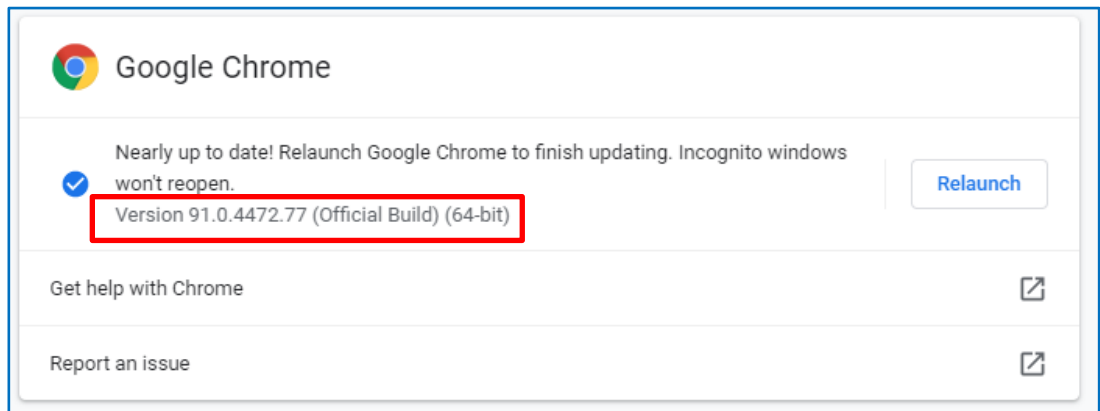 Google Chrome
Nearly up to date! Relaunch Google Chrome to finish updating. Incognito windows
won't reopen.
Relaunch
Version 91.0.4472.77 (Official Build) (64-bit)
Get help with Chrome
Report an issue